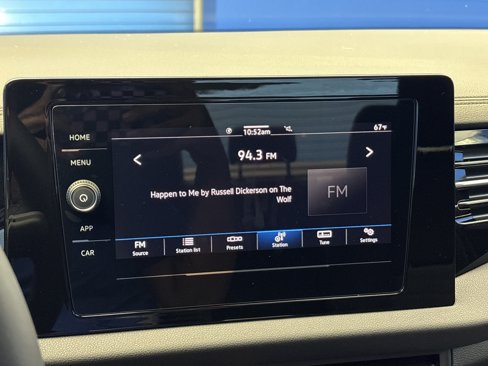 HOME
MENU
APP
CAR
10:52am
67°F
94.3 FM
Happen to Me by Russell Dickerson on The
Wolf
FM
FM
Source
Station list
Presets
Station
Tune
Settings